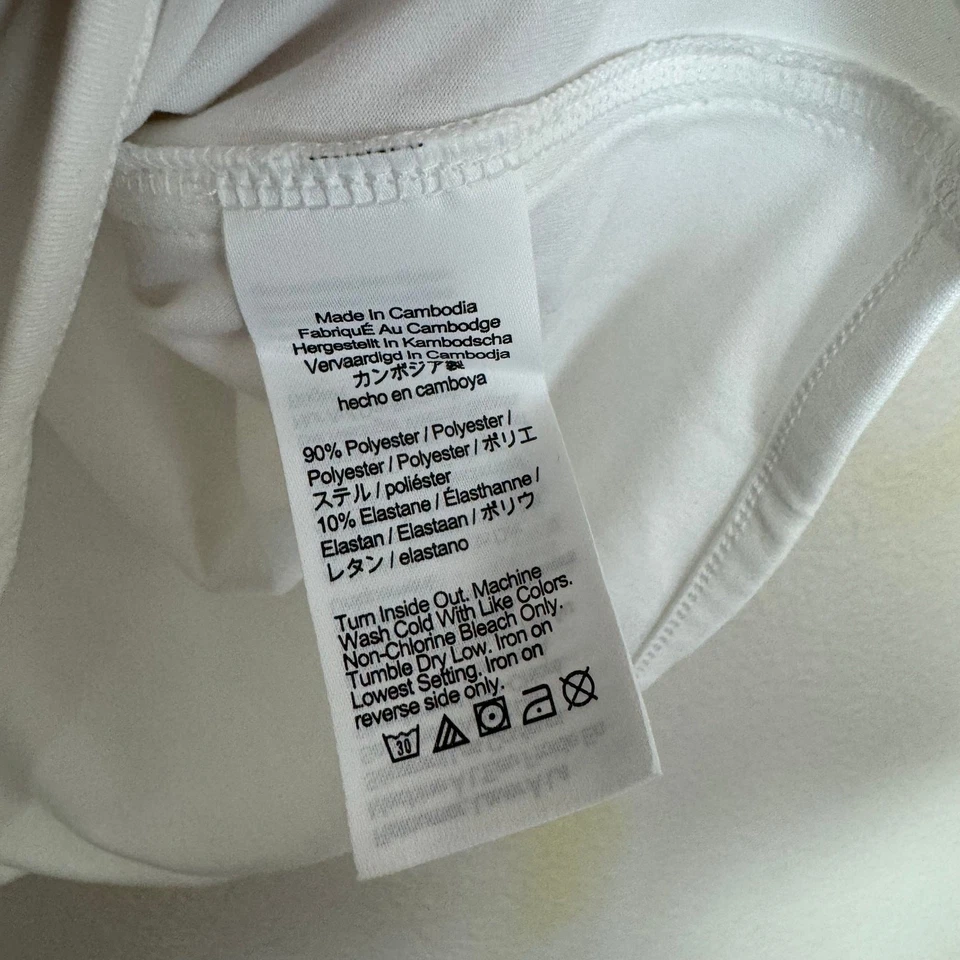 Made In Cambodia
FabriquÉ Au Cambodge
Hergestellt In Kambodscha
Vervaardigd In Cambodja
カンボジア製
hecho en camboya
90% Polyester / Polyester /
Polyester / Polyester / ポリエ
ステル / poliéster
10% Elastane / Élasthanne /
Elastan / Elastaan / ポリウ
レタン / elastano
Turn Inside Out. Machine
Wash Cold With Like Colors.
Non-Chlorine Bleach Only.
Tumble Dry Low. Iron on
Lowest Setting. Iron on
reverse side only.
30